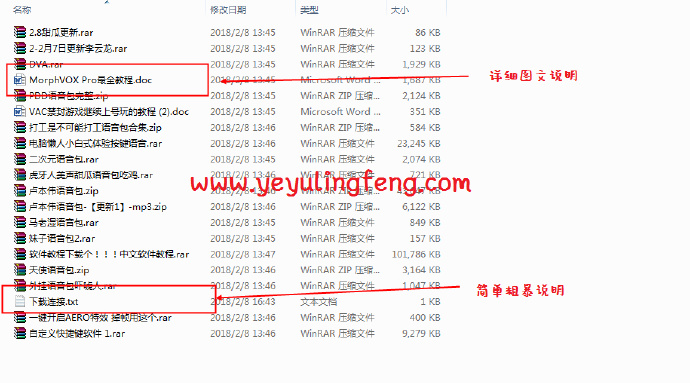 名称 修改日期 类型 大小
2.8甜瓜更新.rar 2018/2/8 13:45 WinRAR 压缩文件 86 KB
2-2月7日更新李云龙.rar 2018/2/8 13:45 WinRAR 压缩文件 123 KB
DVA.rar 2018/2/8 13:45 WinRAR 压缩文件 1,929 KB
MorphVOX Pro最全教程.doc 2018/2/8 13:45 Microsoft Word ... 1,687 KB
详细图文说明
PDD语音包完整.zip 2018/2/8 13:45 WinRAR ZIP 压缩... 2,124 KB
VAC禁封游戏继续上号玩的教程 (2).doc 2018/2/8 13:45 Microsoft Word ... 351 KB
打工是不可能打工语音包合集.zip 2018/2/8 13:46 WinRAR ZIP 压缩... 584 KB
电脑懒人小白式体验按键语音.rar 2018/2/8 13:46 WinRAR 压缩文件 23,245 KB
二次元语音包.rar 2018/2/8 13:45 WinRAR 压缩文件 2,074 KB
虎牙人美声甜瓜语音包吃鸡.rar 2018/2/8 13:46 WinRAR 压缩文件 721 KB
www.yeyulingfeng.com
卢本伟语音包.zip 2018/2/8 13:46 WinRAR ZIP 压缩... KB
卢本伟语音包-【更新1】-mp3.zip 2018/2/8 13:46 WinRAR ZIP 压缩... 6,122 KB
马老湿语音包.rar 2018/2/8 13:45 WinRAR 压缩文件 849 KB
妹子语音包2.rar 2018/2/8 13:45 WinRAR 压缩文件 157 KB
软件教程下载个！！！中文软件教程.rar 2018/2/8 13:47 WinRAR 压缩文件 101,786 KB
天使语音包.zip 2018/2/8 13:46 WinRAR ZIP 压缩... 3,164 KB
外挂语音包吓唬人.rar 2018/2/8 13:46 WinRAR 压缩文件 1,047 KB
简单粗暴说明
下载连接.txt 2018/2/8 16:43 文本文档 1 KB
一键开启AERO特效 掉帧用这个.rar 2018/2/8 13:46 WinRAR 压缩文件 400 KB
自定义快捷键软件 1.rar 2018/2/8 13:46 WinRAR 压缩文件 9,279 KB